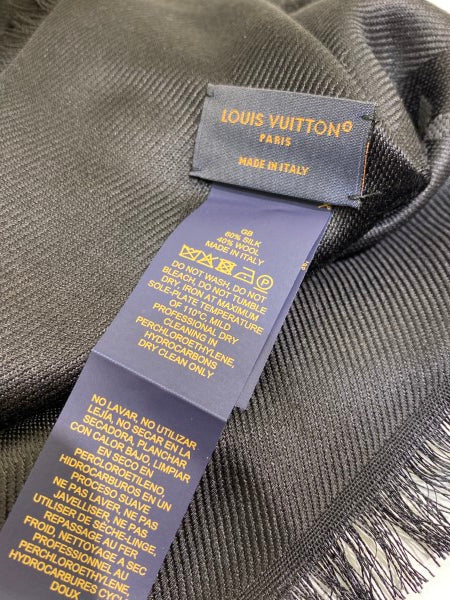 LOUIS VUITTON®
PARIS
MADE IN ITALY
GB
60% SILK
40% WOOL
MADE IN ITALY
DO NOT WASH, DO NOT
BLEACH, DO NOT TUMBLE
DRY, IRON AT MAXIMUM
SOLE-PLATE TEMPERATURE
OF 110°C, MILD
PROFESSIONAL DRY
CLEANING IN
PERCHLOROETHYLENE,
HYDROCARBONS
DRY CLEAN ONLY
NO LAVAR, NO UTILIZAR
LEJÍA, NO SECAR EN LA
SECADORA, PLANCHAR
CON CALOR BAJO, LIMPIAR
EN SECO EN
PERCLOROETILENO,
HIDROCARBUROS EN UN
PROCESO SUAVE
NE PAS LAVER, NE PAS
JAVELLISER, NE PAS
UTILISER DE SÈCHE-LINGE,
REPASSAGE AU FER
FROID, NETTOYAGE A SEC
PROFESSIONNEL AU
PERCHLOROÉTHYLÈNE,
HYDROCARBURES CYCLE
DOUX